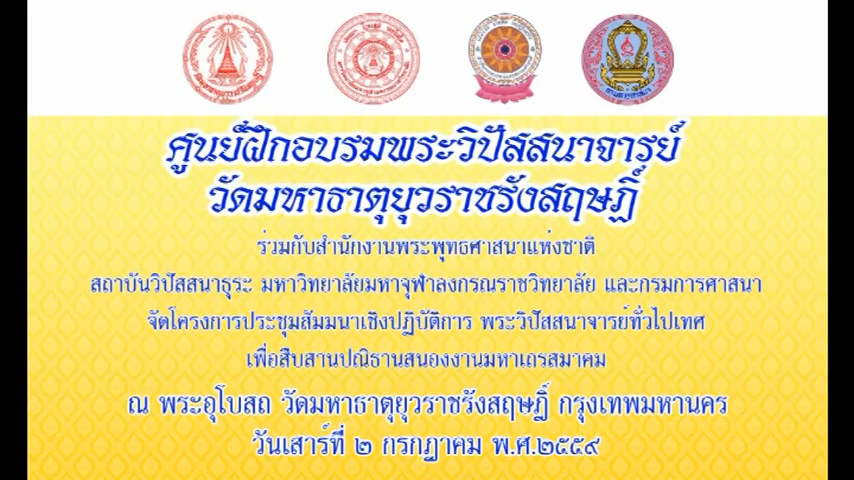 ศูนย์ฝึกอบรมพระวิปัสสนาจารย์
วัดมหาธาตุยุวราชรังสฤษฎิ์
ร่วมกับสำนักงานพระพุทธศาสนาแห่งชาติ
สถาบันวิปัสสนาธุระ มหาวิทยาลัยมหาจุฬาลงกรณราชวิทยาลัย และกรมการศาสนา
จัดโครงการประชุมสัมมนาเชิงปฏิบัติการ พระวิปัสสนาจารย์ทั่วไปเทศ
เพื่อสืบสานปณิธานสนองงานมหาเถรสมาคม
ณ พระอุโบสถ วัดมหาธาตุยุวราชรังสฤษฎิ์ กรุงเทพมหานคร
วันเสาร์ที่ ๒ กรกฎาคม พ.ศ.๒๕๕๙